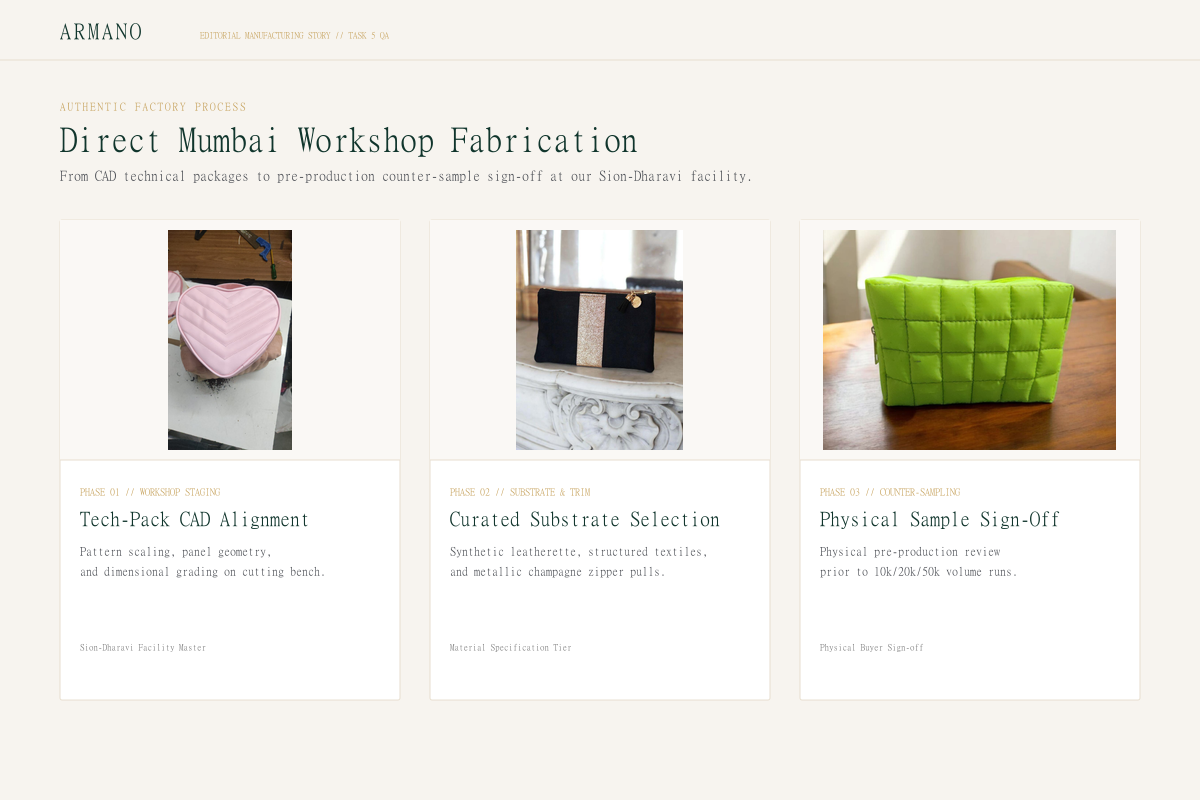 ARMANO
EDITORIAL MANUFACTURING STORY // TASK 5 QA
AUTHENTIC FACTORY PROCESS
Direct Mumbai Workshop Fabrication
From CAD technical packages to pre-production counter-sample sign-off at our Sion-Dharavi facility.
PHASE 01 // WORKSHOP STAGING
Tech-Pack CAD Alignment
Pattern scaling, panel geometry,
and dimensional grading on cutting bench.
Sion-Dharavi Facility Master
PHASE 02 // SUBSTRATE & TRIM
Curated Substrate Selection
Synthetic leatherette, structured textiles,
and metallic champagne zipper pulls.
Material Specification Tier
PHASE 03 // COUNTER-SAMPLING
Physical Sample Sign-Off
Physical pre-production review
prior to 10k/20k/50k volume runs.
Physical Buyer Sign-off